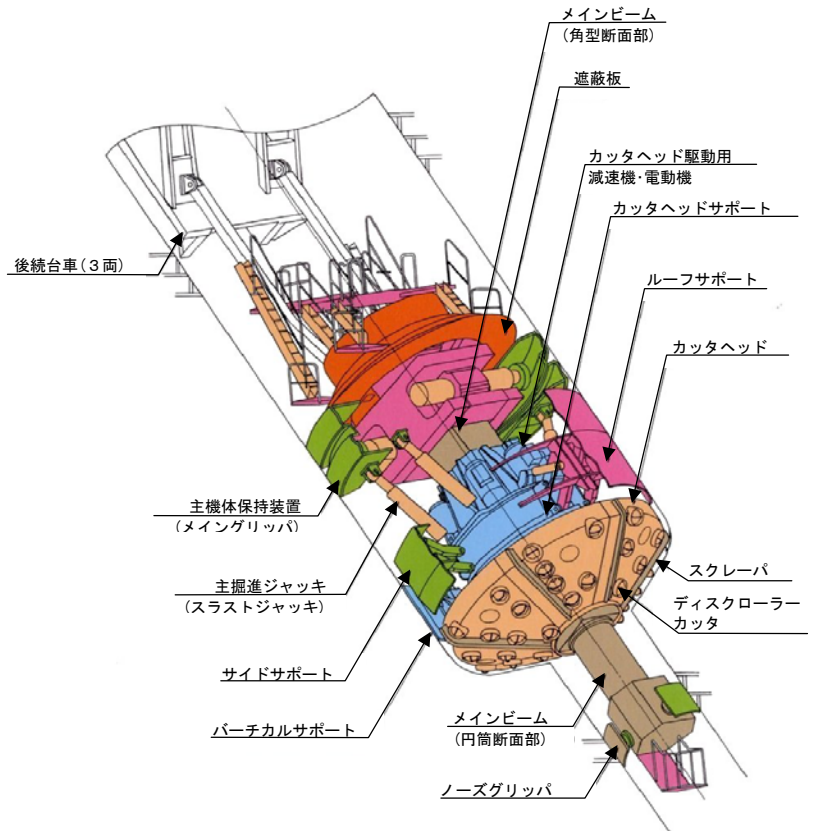 メインビーム
(角型断面部)
遮蔽板
カッタヘッド駆動用
減速機・電動機
カッタヘッドサポート
後続台車(3両)
ルーフサポート
カッタヘッド
主機体保持装置
(メイングリッパ)
スクレーパ
主掘進ジャッキ
(スラストジャッキ)
ディスクローラー
カッタ
サイドサポート
バーチカルサポート
メインビーム
(円筒断面部)
ノーズグリッパ